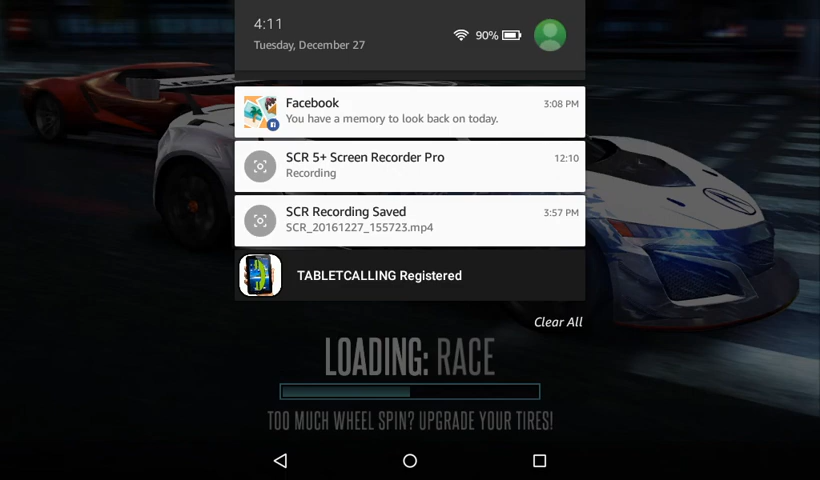 4:11
Tuesday, December 27
90%
Facebook
3:08 PM
You have a memory to look back on today.
SCR 5+ Screen Recorder Pro
12:10
Recording
SCR Recording Saved
3:57 PM
SCR_20161227_155723.mp4
TABLETCALLING Registered
Clear All
LOADING: RACE
TOO MUCH WHEEL SPIN? UPGRADE YOUR TIRES!